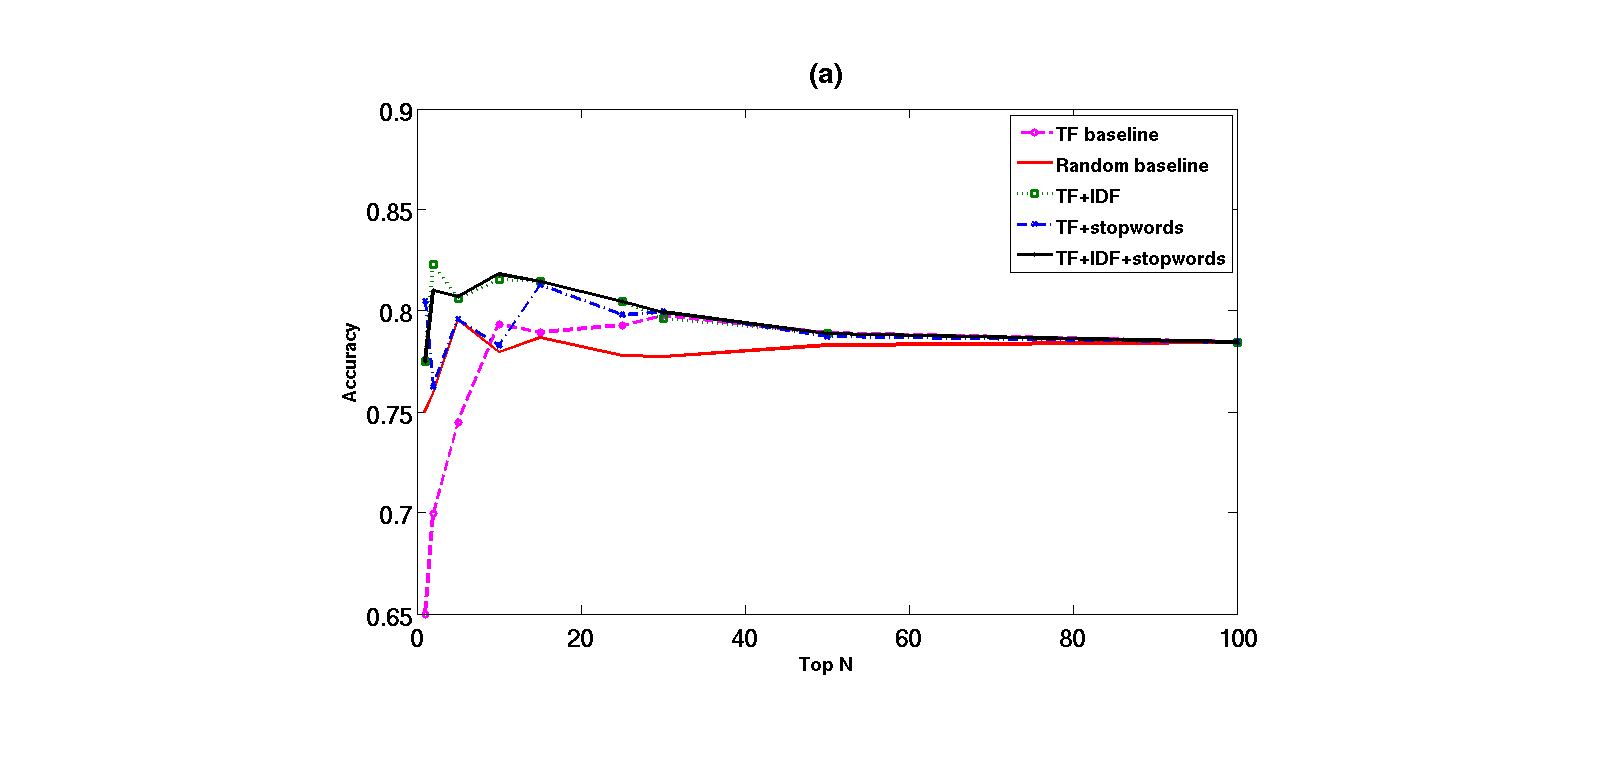 (a)
0.9
0.85
0.8
0.75
0.7
0.65
Accuracy
0
20
40
60
80
100
Top N
TF baseline
Random baseline
TF+IDF
TF+stopwords
TF+IDF+stopwords